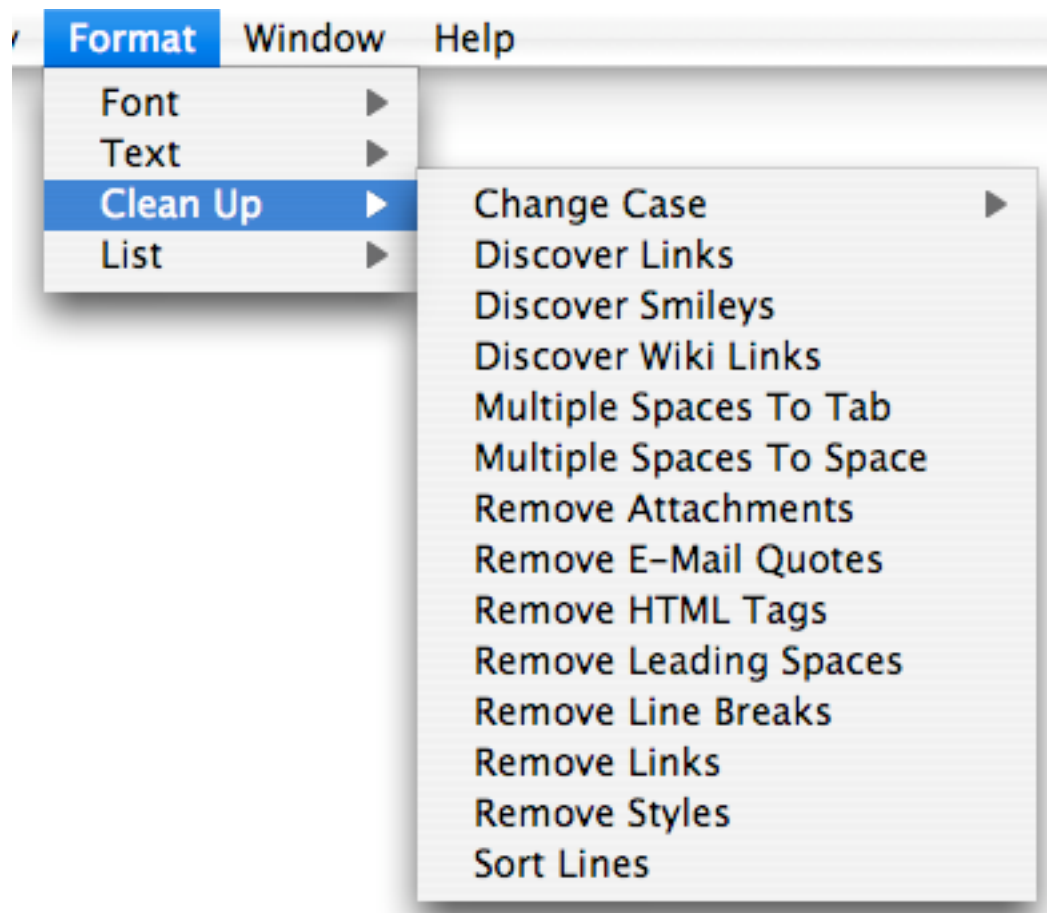 Format Window Help
Font
Text
Clean Up
List
Change Case
Discover Links
Discover Smileys
Discover Wiki Links
Multiple Spaces To Tab
Multiple Spaces To Space
Remove Attachments
Remove E-Mail Quotes
Remove HTML Tags
Remove Leading Spaces
Remove Line Breaks
Remove Links
Remove Styles
Sort Lines